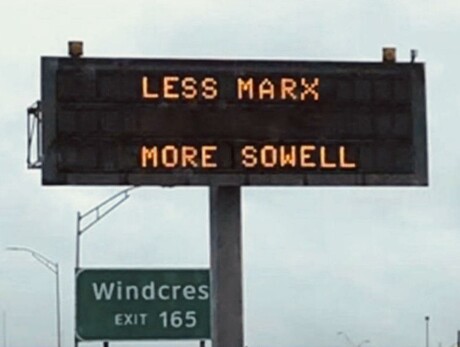 LESS MARX
MORE SOWELL
Windcres
EXIT 165